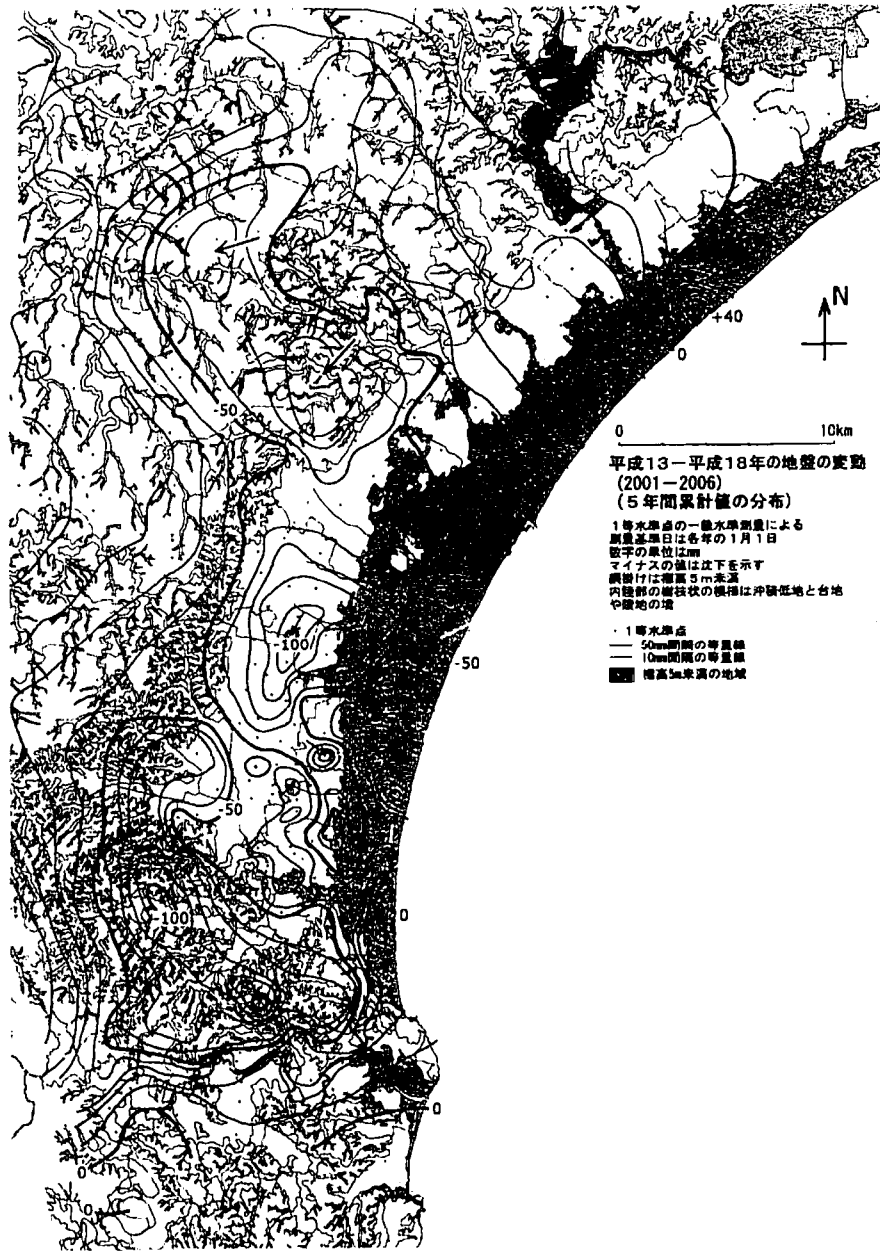 N
+40
0
0 10km
平成13-平成18年の地盤の変動
(2001-2006)
(5年間累計値の分布)
1等水準点の一級水準測量による
測量基準日は各年の1月1日
数字の単位はmm
マイナスの値は沈下を示す
網掛けは標高5m未満
内陸部の樹枝状の模様は沖積低地と台地
や陵地の境
・1等水準点
50mm間隔の等量線
10mm間隔の等量線
標高5m未満の地域
-50
-100
-50
-50
-100
0
0
0
0